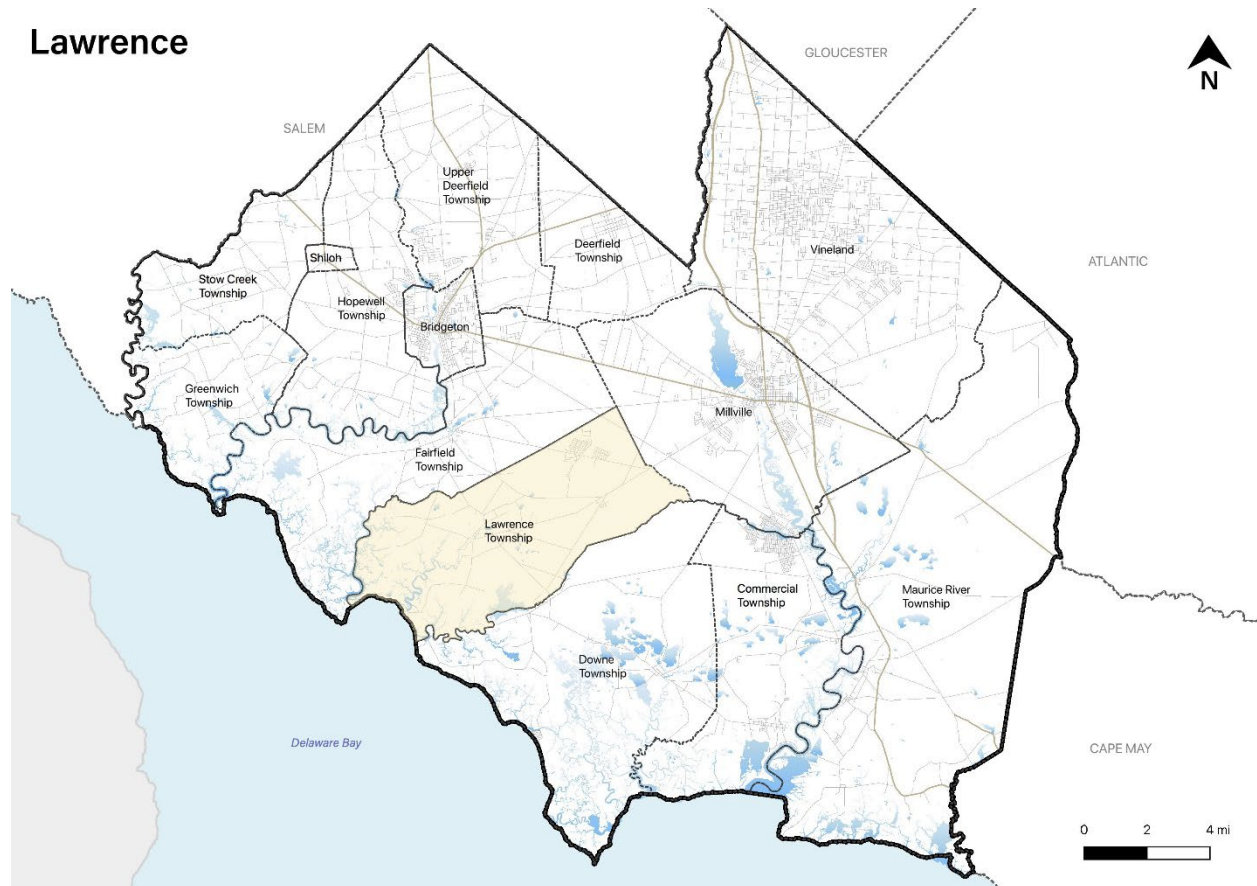 Lawrence
GLOUCESTER
N
SALEM
Upper
Deerfield
Township
Deerfield
Township
Vineland
Shiloh
ATLANTIC
Stow Creek
Township
Hopewell
Township
Bridgeton
Greenwich
Township
Millville
Fairfield
Township
Lawrence
Township
Commercial
Township
Maurice River
Township
Downe
Township
Delaware Bay
CAPE MAY
0 2 4 mi